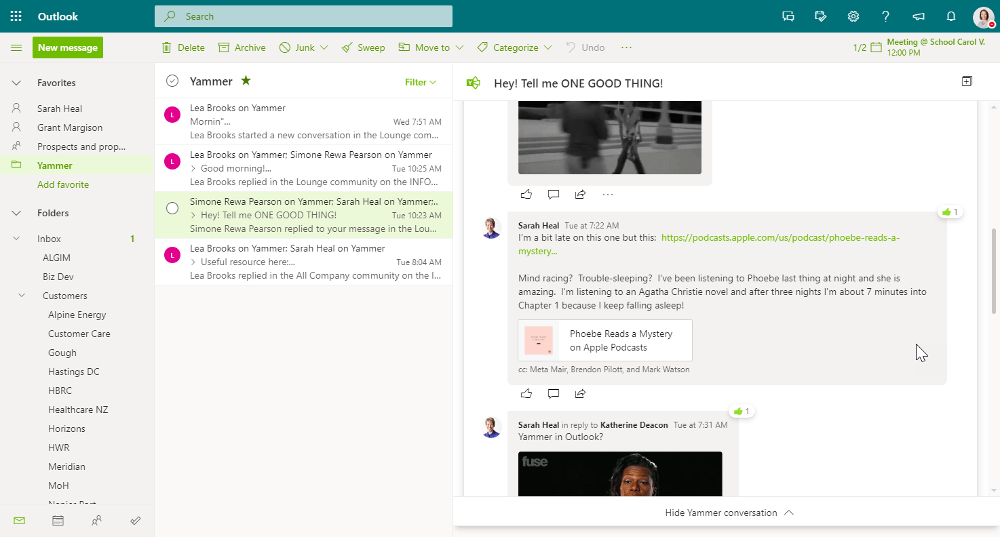 Outlook
Search
New message
Delete
Archive
Junk
Sweep
Move to
Categorize
Undo
1/2
Meeting @ School Carol V.
12:00 PM
Favorites
Sarah Heal
Grant Margison
Prospects and prop...
Yammer
Add favorite
Folders
Inbox 1
ALGIM
Biz Dev
Customers
Alpine Energy
Customer Care
Gough
Hastings DC
HBRC
Healthcare NZ
Horizons
HWR
Meridian
MoH
Yammer
Filter
L
Lea Brooks on Yammer
Mornin"... Wed 7:51 AM
Lea Brooks started a new conversation in the Lounge com...
L
Lea Brooks on Yammer; Simone Rewa Pearson on Yammer
Good morning!... Tue 10:25 AM
Lea Brooks replied in the Lounge community on the INFO...
Simone Rewa Pearson on Yammer; Sarah Heal on Yammer;..
Hey! Tell me ONE GOOD THING! Tue 10:23 AM
Simone Rewa Pearson replied to your message in the Lou...
L
Lea Brooks on Yammer; Sarah Heal on Yammer
Useful resource here:... Tue 8:04 AM
Lea Brooks replied in the All Company community on the I...
Hey! Tell me ONE GOOD THING!
1
Sarah Heal Tue at 7:22 AM
I'm a bit late on this one but this: https://podcasts.apple.com/us/podcast/phoebe-reads-a-
mystery...
Mind racing? Trouble-sleeping? I've been listening to Phoebe last thing at night and she is
amazing. I'm listening to an Agatha Christie novel and after three nights I'm about 7 minutes into
Chapter 1 because I keep falling asleep!
Phoebe Reads a Mystery
on Apple Podcasts
cc: Meta Mair, Brendon Pilott, and Mark Watson
1
Sarah Heal in reply to Katherine Deacon Tue at 7:31 AM
Yammer in Outlook?
fuse
Hide Yammer conversation